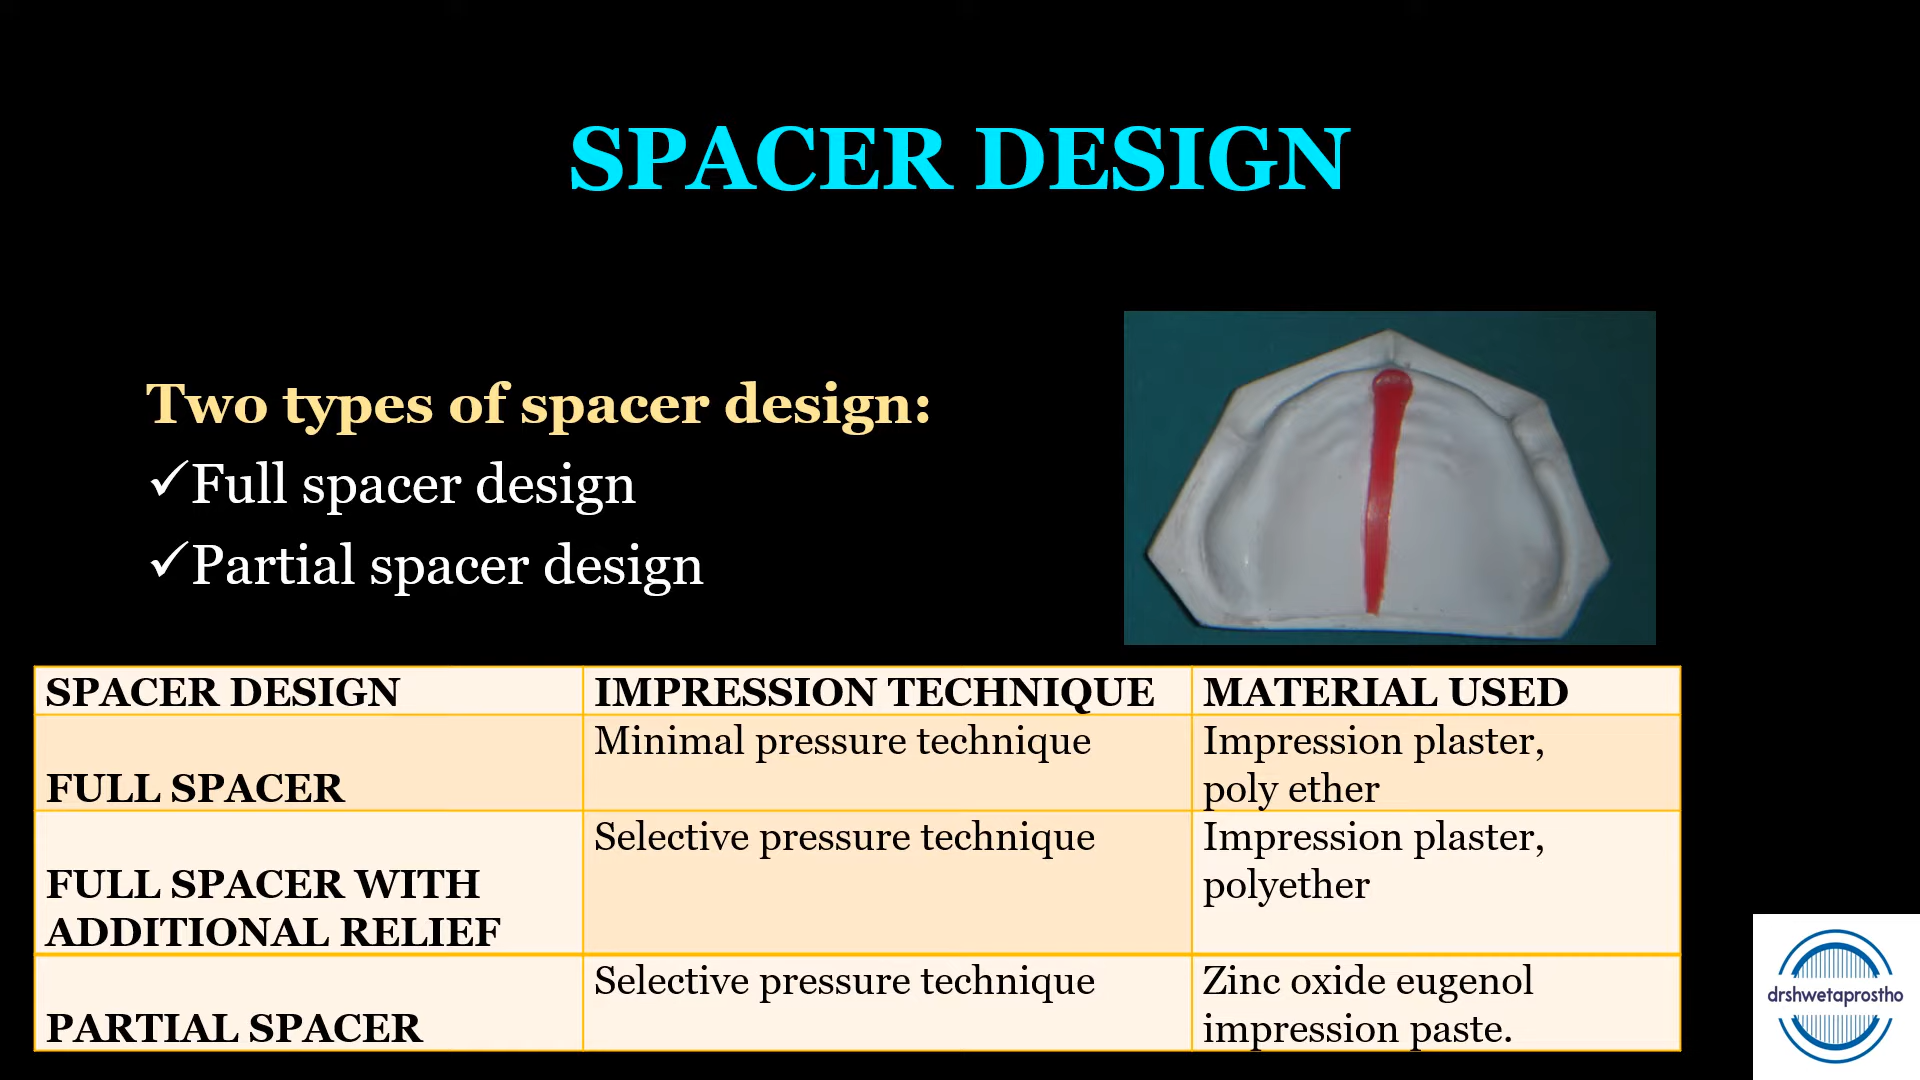 SPACER DESIGN
Two types of spacer design:
✓Full spacer design
✓Partial spacer design
SPACER DESIGN IMPRESSION TECHNIQUE MATERIAL USED
FULL SPACER
Minimal pressure technique
Impression plaster,
poly ether
FULL SPACER WITH
ADDITIONAL RELIEF
Selective pressure technique
Impression plaster,
polyether
PARTIAL SPACER
Selective pressure technique
Zinc oxide eugenol
impression paste.
drshwetaprostho